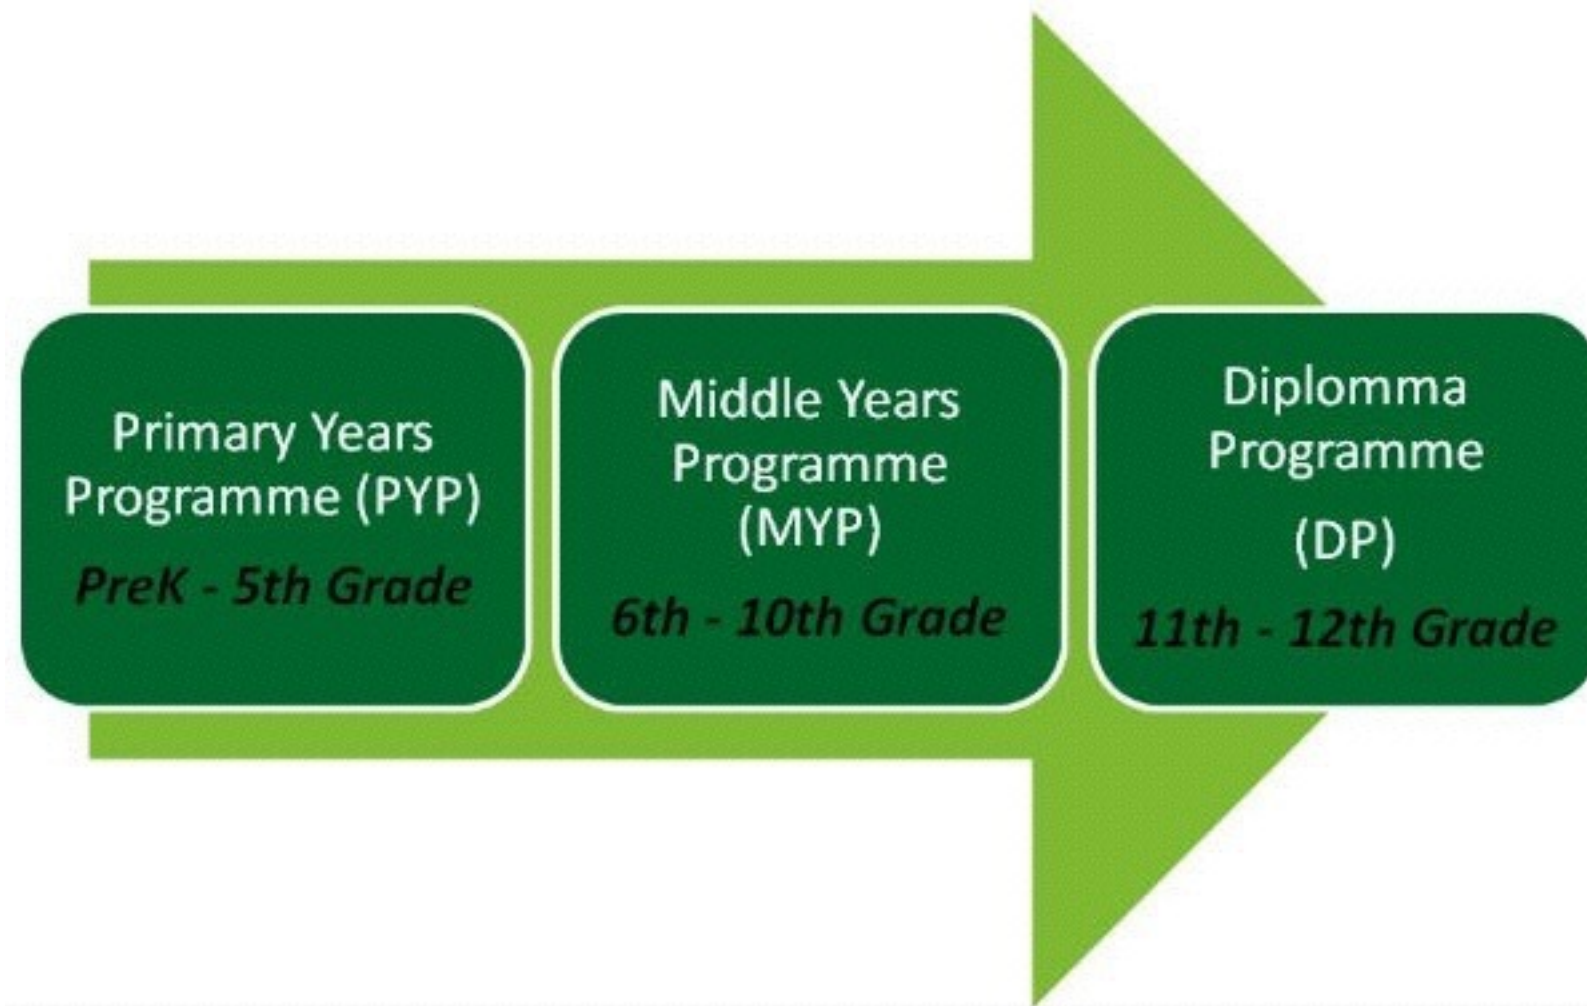 Primary Years
Programme (PYP)
PreK - 5th Grade
Middle Years
Programme
(MYP)
6th - 10th Grade
Diplomma
Programme
(DP)
11th - 12th Grade